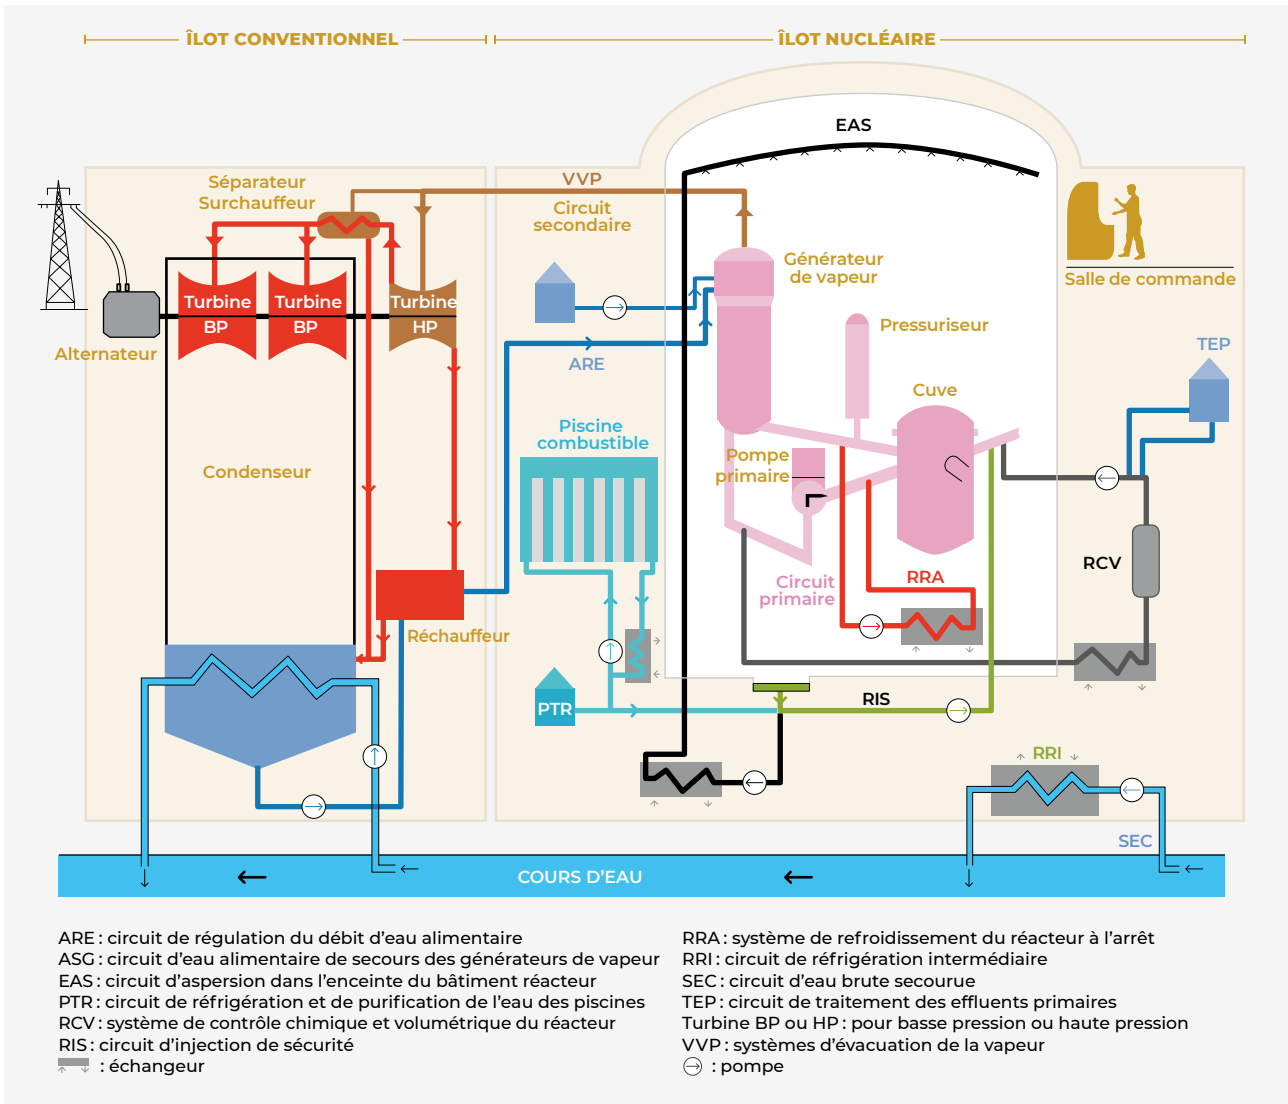 ÎLOT CONVENTIONNEL
ÎLOT NUCLÉAIRE
EAS
Séparateur
Surchauffeur
VVP
Circuit
secondaire
Générateur
de vapeur
Salle de commande
Turbine
BP
Turbine
BP
Turbine
HP
Alternateur
Pressuriseur
ARE
TEP
Cuve
Piscine
combustible
Pompe
primaire
Condenseur
RCV
RRA
Circuit
primaire
Réchauffeur
PTR
RIS
RRI
SEC
COURS D’EAU
ARE : circuit de régulation du débit d’eau alimentaire
ASG : circuit d’eau alimentaire de secours des générateurs de vapeur
EAS : circuit d’aspersion dans l’enceinte du bâtiment réacteur
PTR : circuit de réfrigération et de purification de l’eau des piscines
RCV : système de contrôle chimique et volumétrique du réacteur
RIS : circuit d’injection de sécurité
: échangeur
RRA : système de refroidissement du réacteur à l’arrêt
RRI : circuit de réfrigération intermédiaire
SEC : circuit d’eau brute secourue
TEP : circuit de traitement des effluents primaires
Turbine BP ou HP : pour basse pression ou haute pression
VVP : systèmes d’évacuation de la vapeur
: pompe